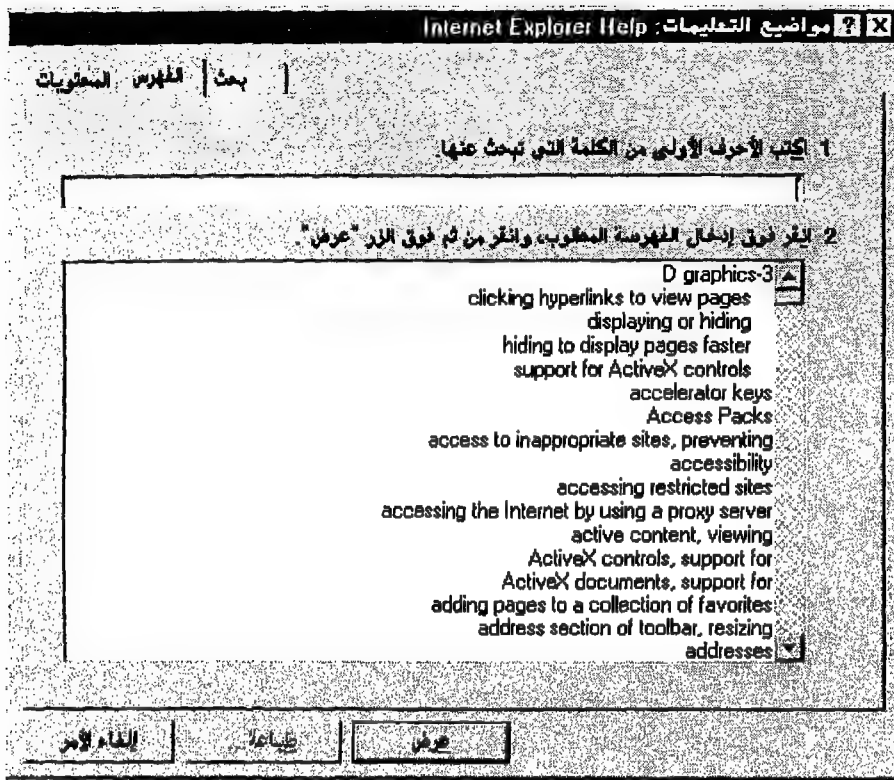 مواضيع التعليمات: Internet Explorer Help
المحتويات الفهرس بحث
1 اكتب الأحرف الأولى من الكلمة التي تبحث عنها.
2 انقر فوق إدخال الفهرسة المطلوب، وانقر من ثم فوق الزر "عرض".
D graphics-3
clicking hyperlinks to view pages
displaying or hiding
hiding to display pages faster
support for ActiveX controls
accelerator keys
Access Packs
access to inappropriate sites, preventing
accessibility
accessing restricted sites
accessing the Internet by using a proxy server
active content, viewing
ActiveX controls, support for
ActiveX documents, support for
adding pages to a collection of favorites
address section of toolbar, resizing
addresses
عرض طباعة إلغاء الأمر